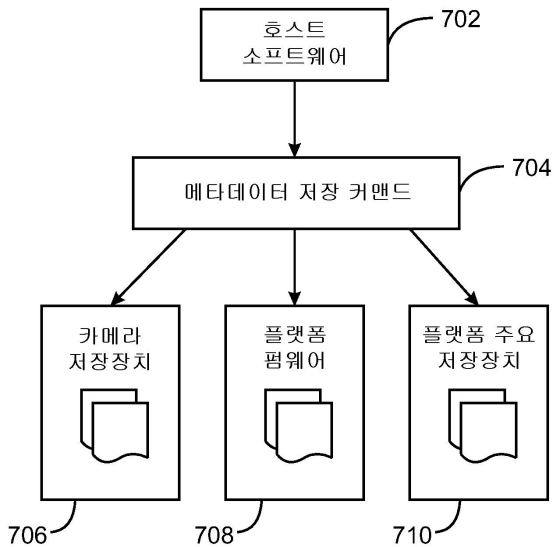 호스트
소프트웨어
702
메타데이터 저장 커맨드
704
카메라
저장장치
706
플랫폼
펌웨어
708
플랫폼 주요
저장장치
710